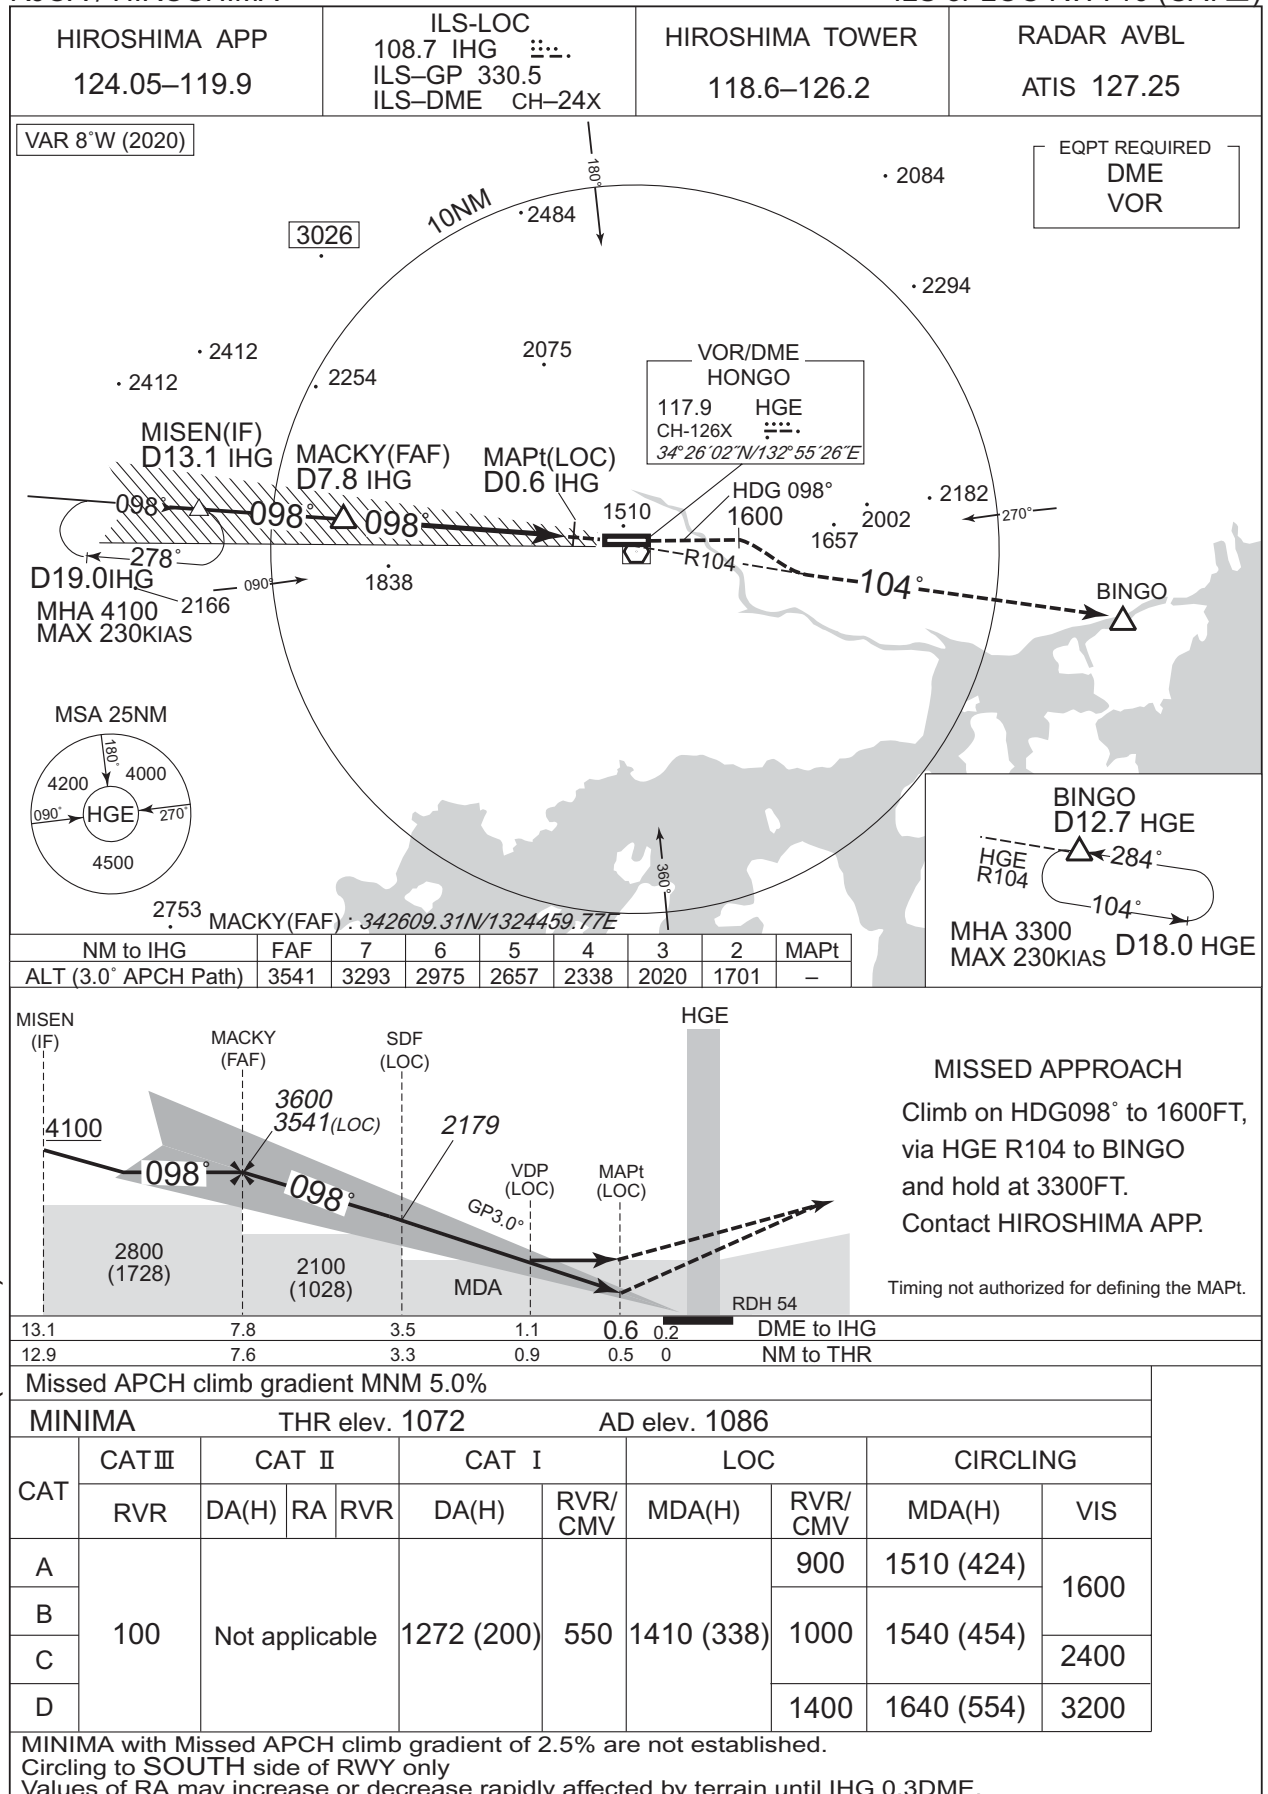 HIROSHIMA APP
124.05–119.9
ILS-LOC
108.7 IHG
ILS–GP 330.5
ILS–DME CH–24X
HIROSHIMA TOWER
118.6–126.2
RADAR AVBL
ATIS 127.25
VAR 8°W (2020)
EQPT REQUIRED
DME
VOR
180°
2084
10NM
2484
3026
2294
2412
2075
2412
2254
VOR/DME
HONGO
117.9 HGE
CH-126X
34°26´02˝N/132°55´26˝E
MISEN(IF)
D13.1 IHG
MACKY(FAF)
D7.8 IHG
MAPt(LOC)
D0.6 IHG
HDG 098°
1600
2182
098°
098°
098°
1510
2002
270°
1657
278°
R104
D19.0IHG
090°
1838
104°
BINGO
MHA 4100
2166
MAX 230KIAS
MSA 25NM
180°
4200
4000
090°
HGE
270°
4500
360°
BINGO
D12.7 HGE
HGE
R104
284°
104°
MHA 3300
MAX 230KIAS
D18.0 HGE
2753
MACKY(FAF) : 342609.31N/1324459.77E
NM to IHG FAF 7 6 5 4 3 2 MAPt
ALT (3.0° APCH Path) 3541 3293 2975 2657 2338 2020 1701 –
MISEN
(IF)
MACKY
(FAF)
SDF
(LOC)
HGE
MISSED APPROACH
Climb on HDG098° to 1600FT,
via HGE R104 to BINGO
and hold at 3300FT.
Contact HIROSHIMA APP.
Timing not authorized for defining the MAPt.
4100
3600
3541(LOC)
2179
098°
098°
GP3.0°
VDP
(LOC)
MAPt
(LOC)
2800
(1728)
2100
(1028)
MDA
RDH 54
13.1 7.8 3.5 1.1 0.6 0.2 DME to IHG
12.9 7.6 3.3 0.9 0.5 0 NM to THR
Missed APCH climb gradient MNM 5.0%
MINIMA THR elev. 1072 AD elev. 1086
CAT CATⅢ CAT Ⅱ CAT Ⅰ LOC CIRCLING
RVR DA(H) RA RVR DA(H) RVR/CMV MDA(H) RVR/CMV MDA(H) VIS
A 900 1510 (424)
1600
B
100 Not applicable 1272 (200) 550 1410 (338) 1000 1540 (454)
C 2400
D 1400 1640 (554) 3200
MINIMA with Missed APCH climb gradient of 2.5% are not established.
Circling to SOUTH side of RWY only
Values of RA may increase or decrease rapidly affected by terrain until IHG 0.3DME.